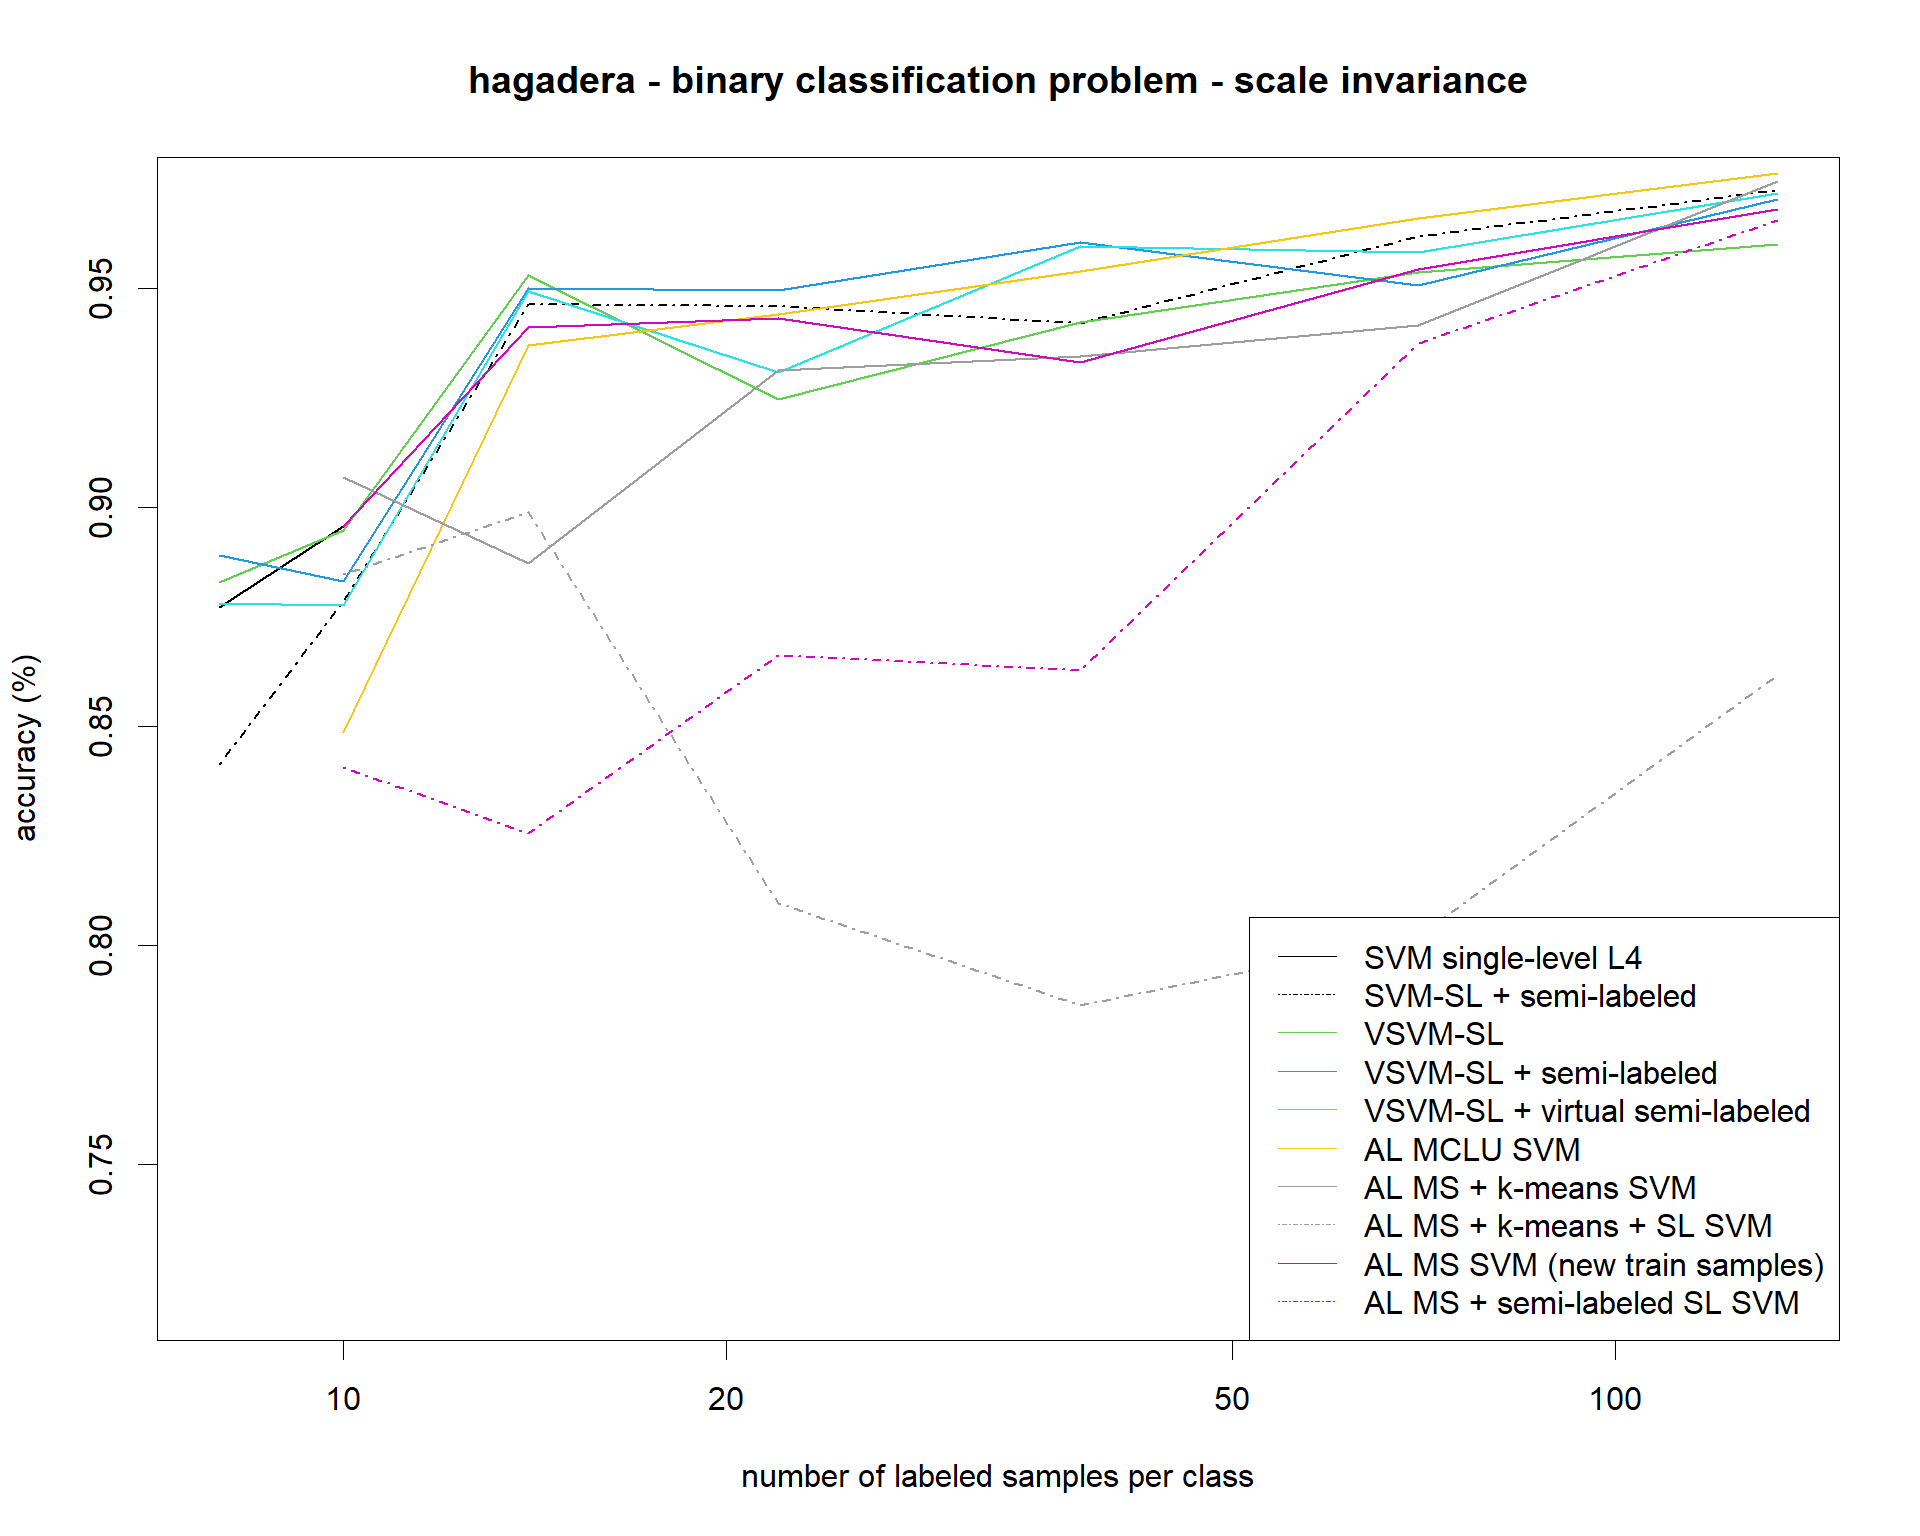 hagadera - binary classification problem - scale invariance
accuracy (%)
0.95
0.90
0.85
0.80
0.75
SVM single-level L4
SVM-SL + semi-labeled
VSVM-SL
VSVM-SL + semi-labeled
VSVM-SL + virtual semi-labeled
AL MCLU SVM
AL MS + k-means SVM
AL MS + k-means + SL SVM
AL MS SVM (new train samples)
AL MS + semi-labeled SL SVM
10 20 50 100
number of labeled samples per class